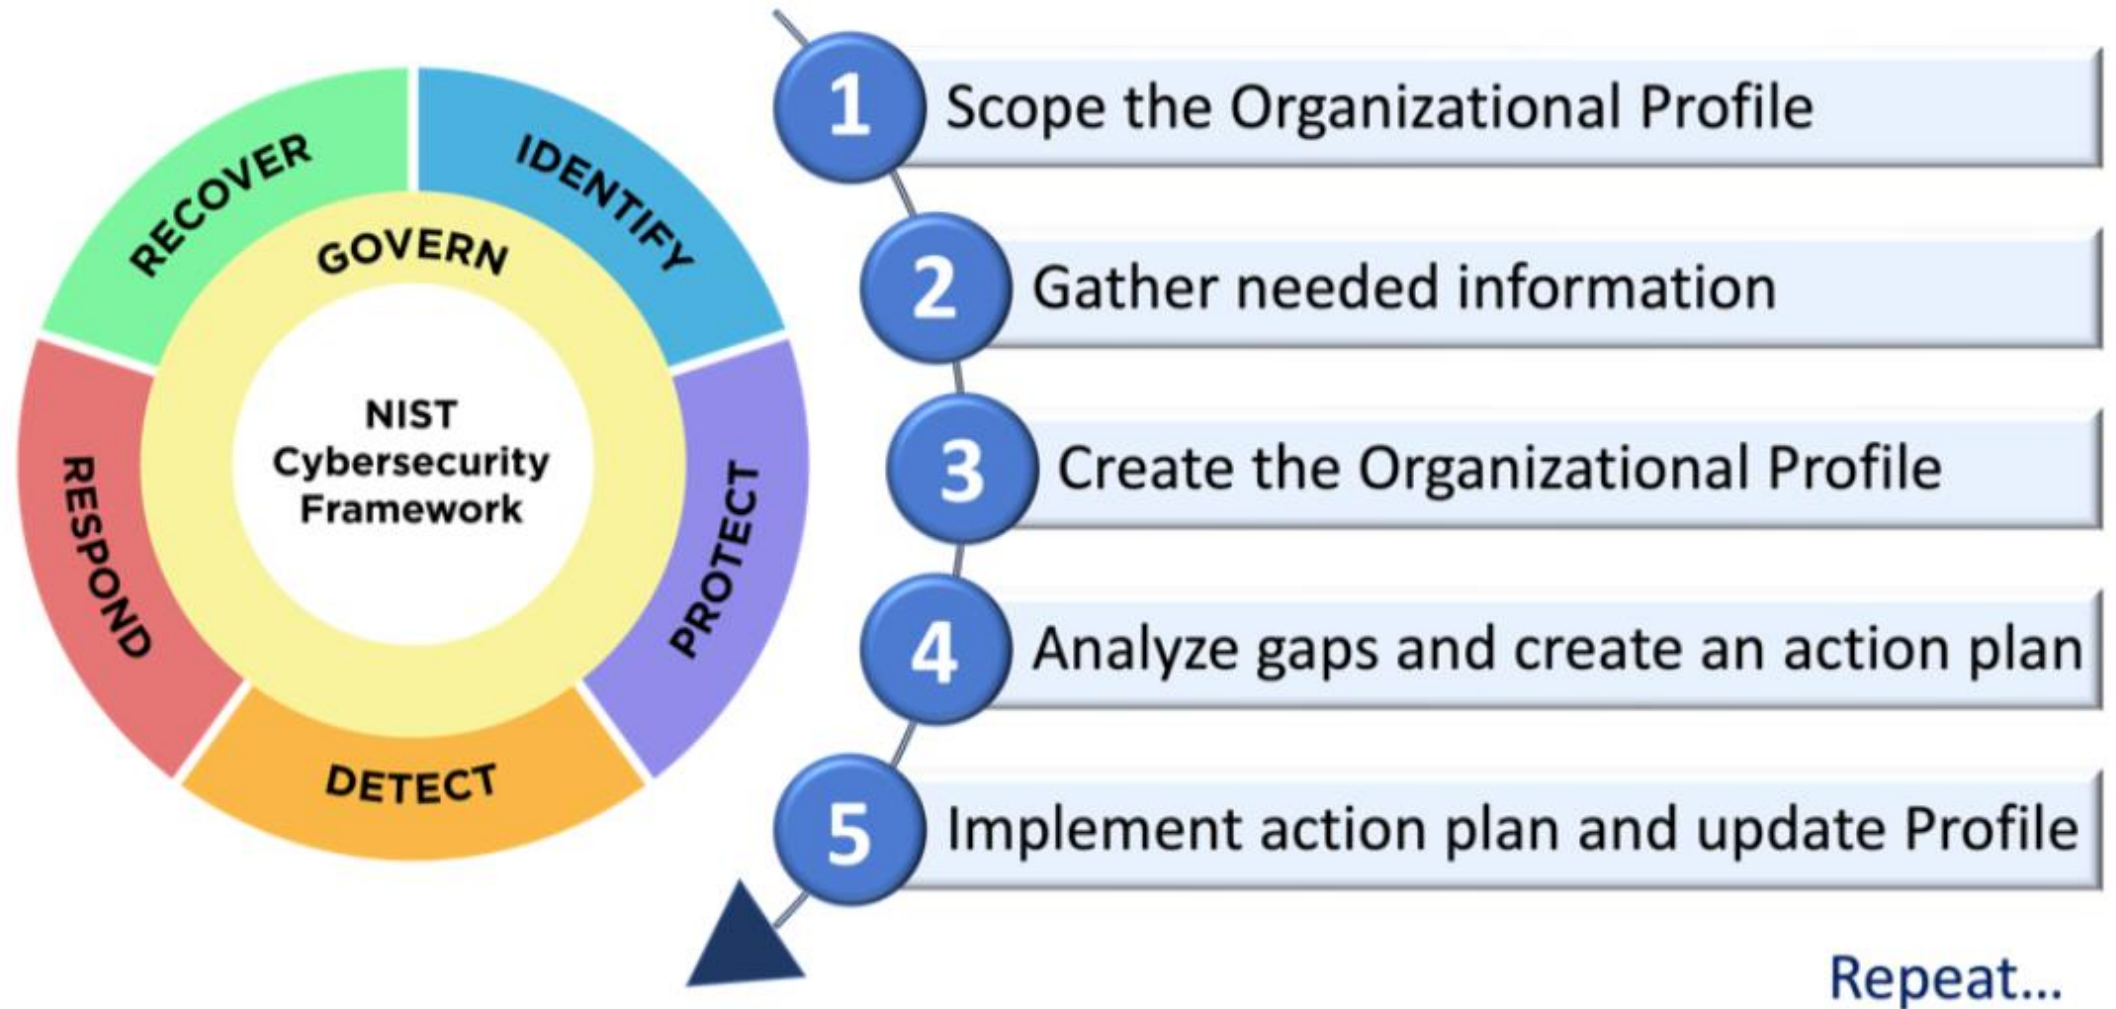 RECOVER
IDENTIFY
GOVERN
NIST
Cybersecurity
Framework
RESPOND
PROTECT
DETECT
1 Scope the Organizational Profile
2 Gather needed information
3 Create the Organizational Profile
4 Analyze gaps and create an action plan
5 Implement action plan and update Profile
Repeat...